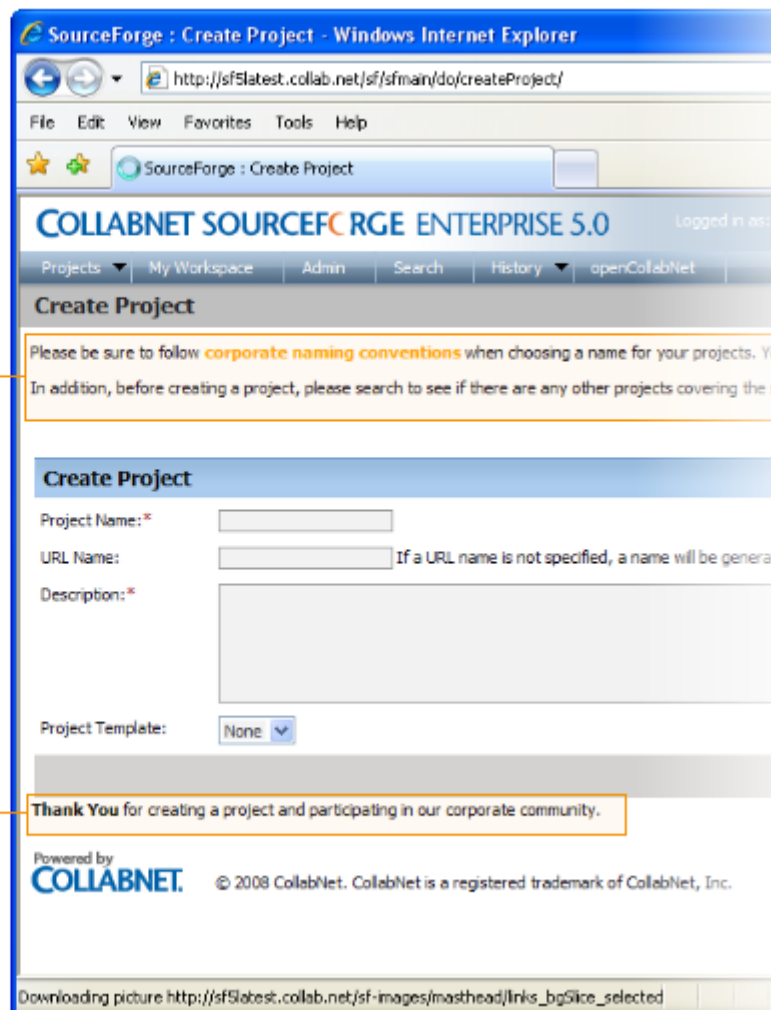 SourceForge : Create Project - Windows Internet Explorer
http://sf5latest.collab.net/sf/sfmain/do/createProject/
File Edit View Favorites Tools Help
SourceForge : Create Project
COLLABNET SOURCEFORGE ENTERPRISE 5.0 Logged in as:
Projects My Workspace Admin Search History openCollabNet
Create Project
Please be sure to follow corporate naming conventions when choosing a name for your projects.
In addition, before creating a project, please search to see if there are any other projects covering the
Create Project
Project Name:*
URL Name: If a URL name is not specified, a name will be genera
Description:*
Project Template: None
Thank You for creating a project and participating in our corporate community.
Powered by
COLLABNET. © 2008 CollabNet. CollabNet is a registered trademark of CollabNet, Inc.
Downloading picture http://sf5latest.collab.net/sf-images/masthead/links_bgSlice_selected